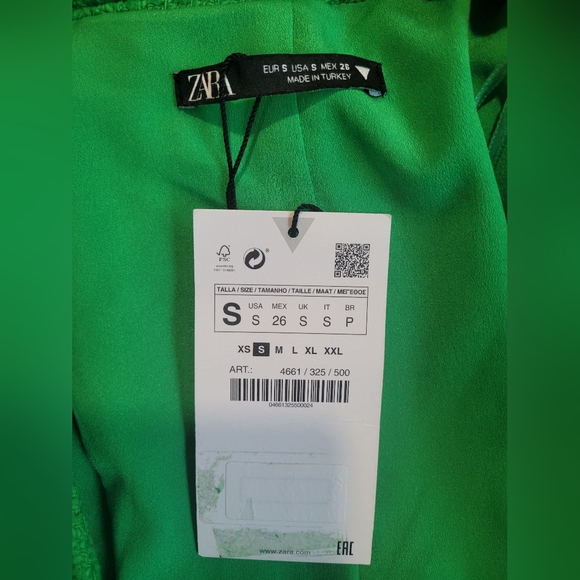 ZARA
EUR S USA S MEX 26
MADE IN TURKEY
FSC
TALLA / SIZE / TAMANHO / TAILLE / MAAT / ΜΕΓΕΘΟΣ
S
USA MEX UK IT BR
S 26 S S P
XS S M L XL XXL
ART.: 4661 / 325 / 500
04661325500024
www.zara.com
EAC